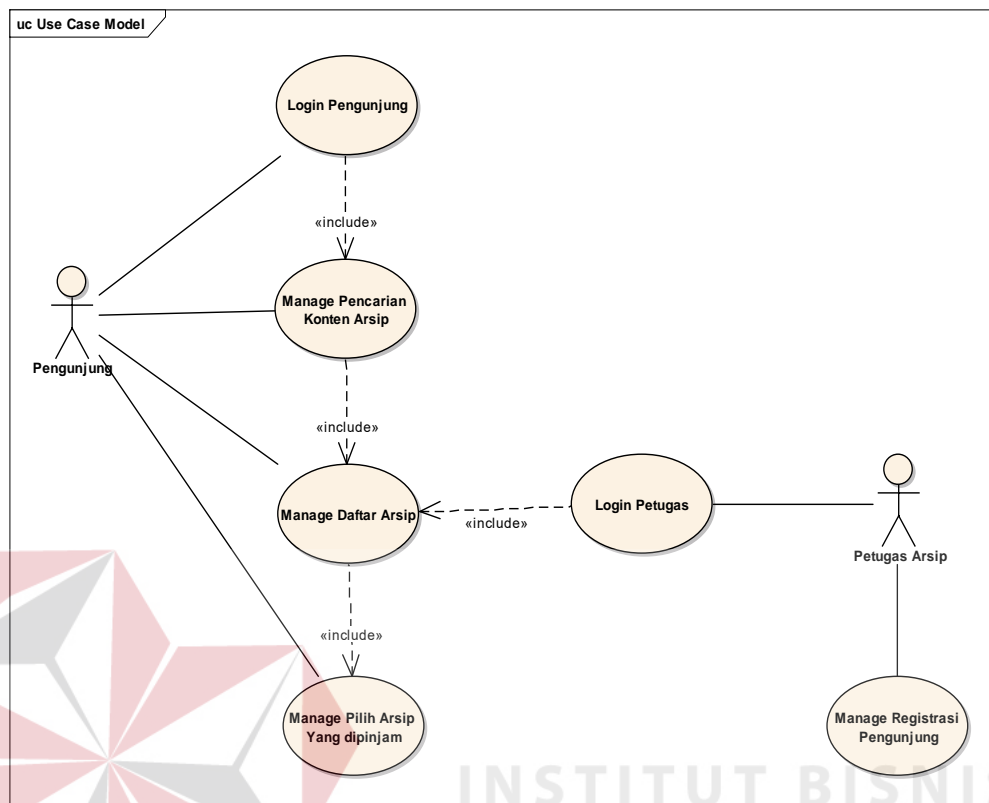 uc Use Case Model
Login Pengunjung
«include»
Manage Pencarian
Konten Arsip
Pengunjung
«include»
Manage Daftar Arsip
«include»
Login Petugas
Petugas Arsip
«include»
Manage Pilih Arsip
Yang dipinjam
Manage Registrasi
Pengunjung
INSTITUT BISNIS